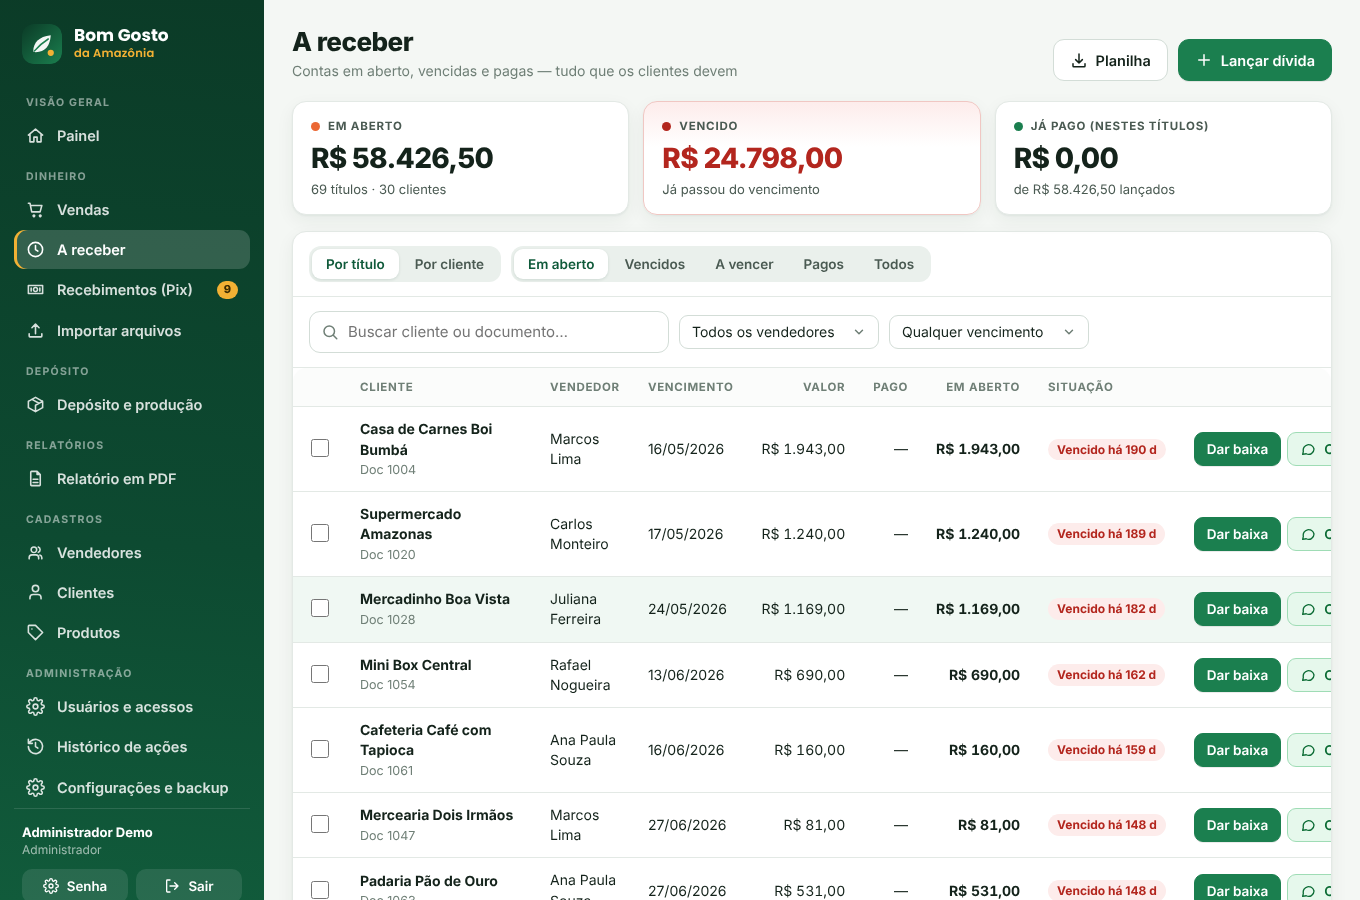 Bom Gosto
da Amazônia
VISÃO GERAL
Painel
DINHEIRO
Vendas
A receber
Recebimentos (Pix) 9
Importar arquivos
DEPÓSITO
Depósito e produção
RELATÓRIOS
Relatório em PDF
CADASTROS
Vendedores
Clientes
Produtos
ADMINISTRAÇÃO
Usuários e acessos
Histórico de ações
Configurações e backup
Administrador Demo
Administrador
Senha Sair
A receber
Contas em aberto, vencidas e pagas — tudo que os clientes devem
Planilha
Lançar dívida
EM ABERTO
R$ 58.426,50
69 títulos · 30 clientes
VENCIDO
R$ 24.798,00
Já passou do vencimento
JÁ PAGO (NESTES TÍTULOS)
R$ 0,00
de R$ 58.426,50 lançados
Por título Por cliente Em aberto Vencidos A vencer Pagos Todos
Buscar cliente ou documento... Todos os vendedores Qualquer vencimento
CLIENTE VENDEDOR VENCIMENTO VALOR PAGO EM ABERTO SITUAÇÃO
Casa de Carnes Boi
Bumbá
Doc 1004
Marcos
Lima
16/05/2026 R$ 1.943,00 — R$ 1.943,00 Vencido há 190 d Dar baixa
Supermercado
Amazonas
Doc 1020
Carlos
Monteiro
17/05/2026 R$ 1.240,00 — R$ 1.240,00 Vencido há 189 d Dar baixa
Mercadinho Boa Vista
Doc 1028
Juliana
Ferreira
24/05/2026 R$ 1.169,00 — R$ 1.169,00 Vencido há 182 d Dar baixa
Mini Box Central
Doc 1054
Rafael
Nogueira
13/06/2026 R$ 690,00 — R$ 690,00 Vencido há 162 d Dar baixa
Cafeteria Café com
Tapioca
Doc 1061
Ana Paula
Souza
16/06/2026 R$ 160,00 — R$ 160,00 Vencido há 159 d Dar baixa
Mercearia Dois Irmãos
Doc 1047
Marcos
Lima
27/06/2026 R$ 81,00 — R$ 81,00 Vencido há 148 d Dar baixa
Padaria Pão de Ouro
Ana Paula
27/06/2026 R$ 531,00 — R$ 531,00 Vencido há 148 d Dar baixa